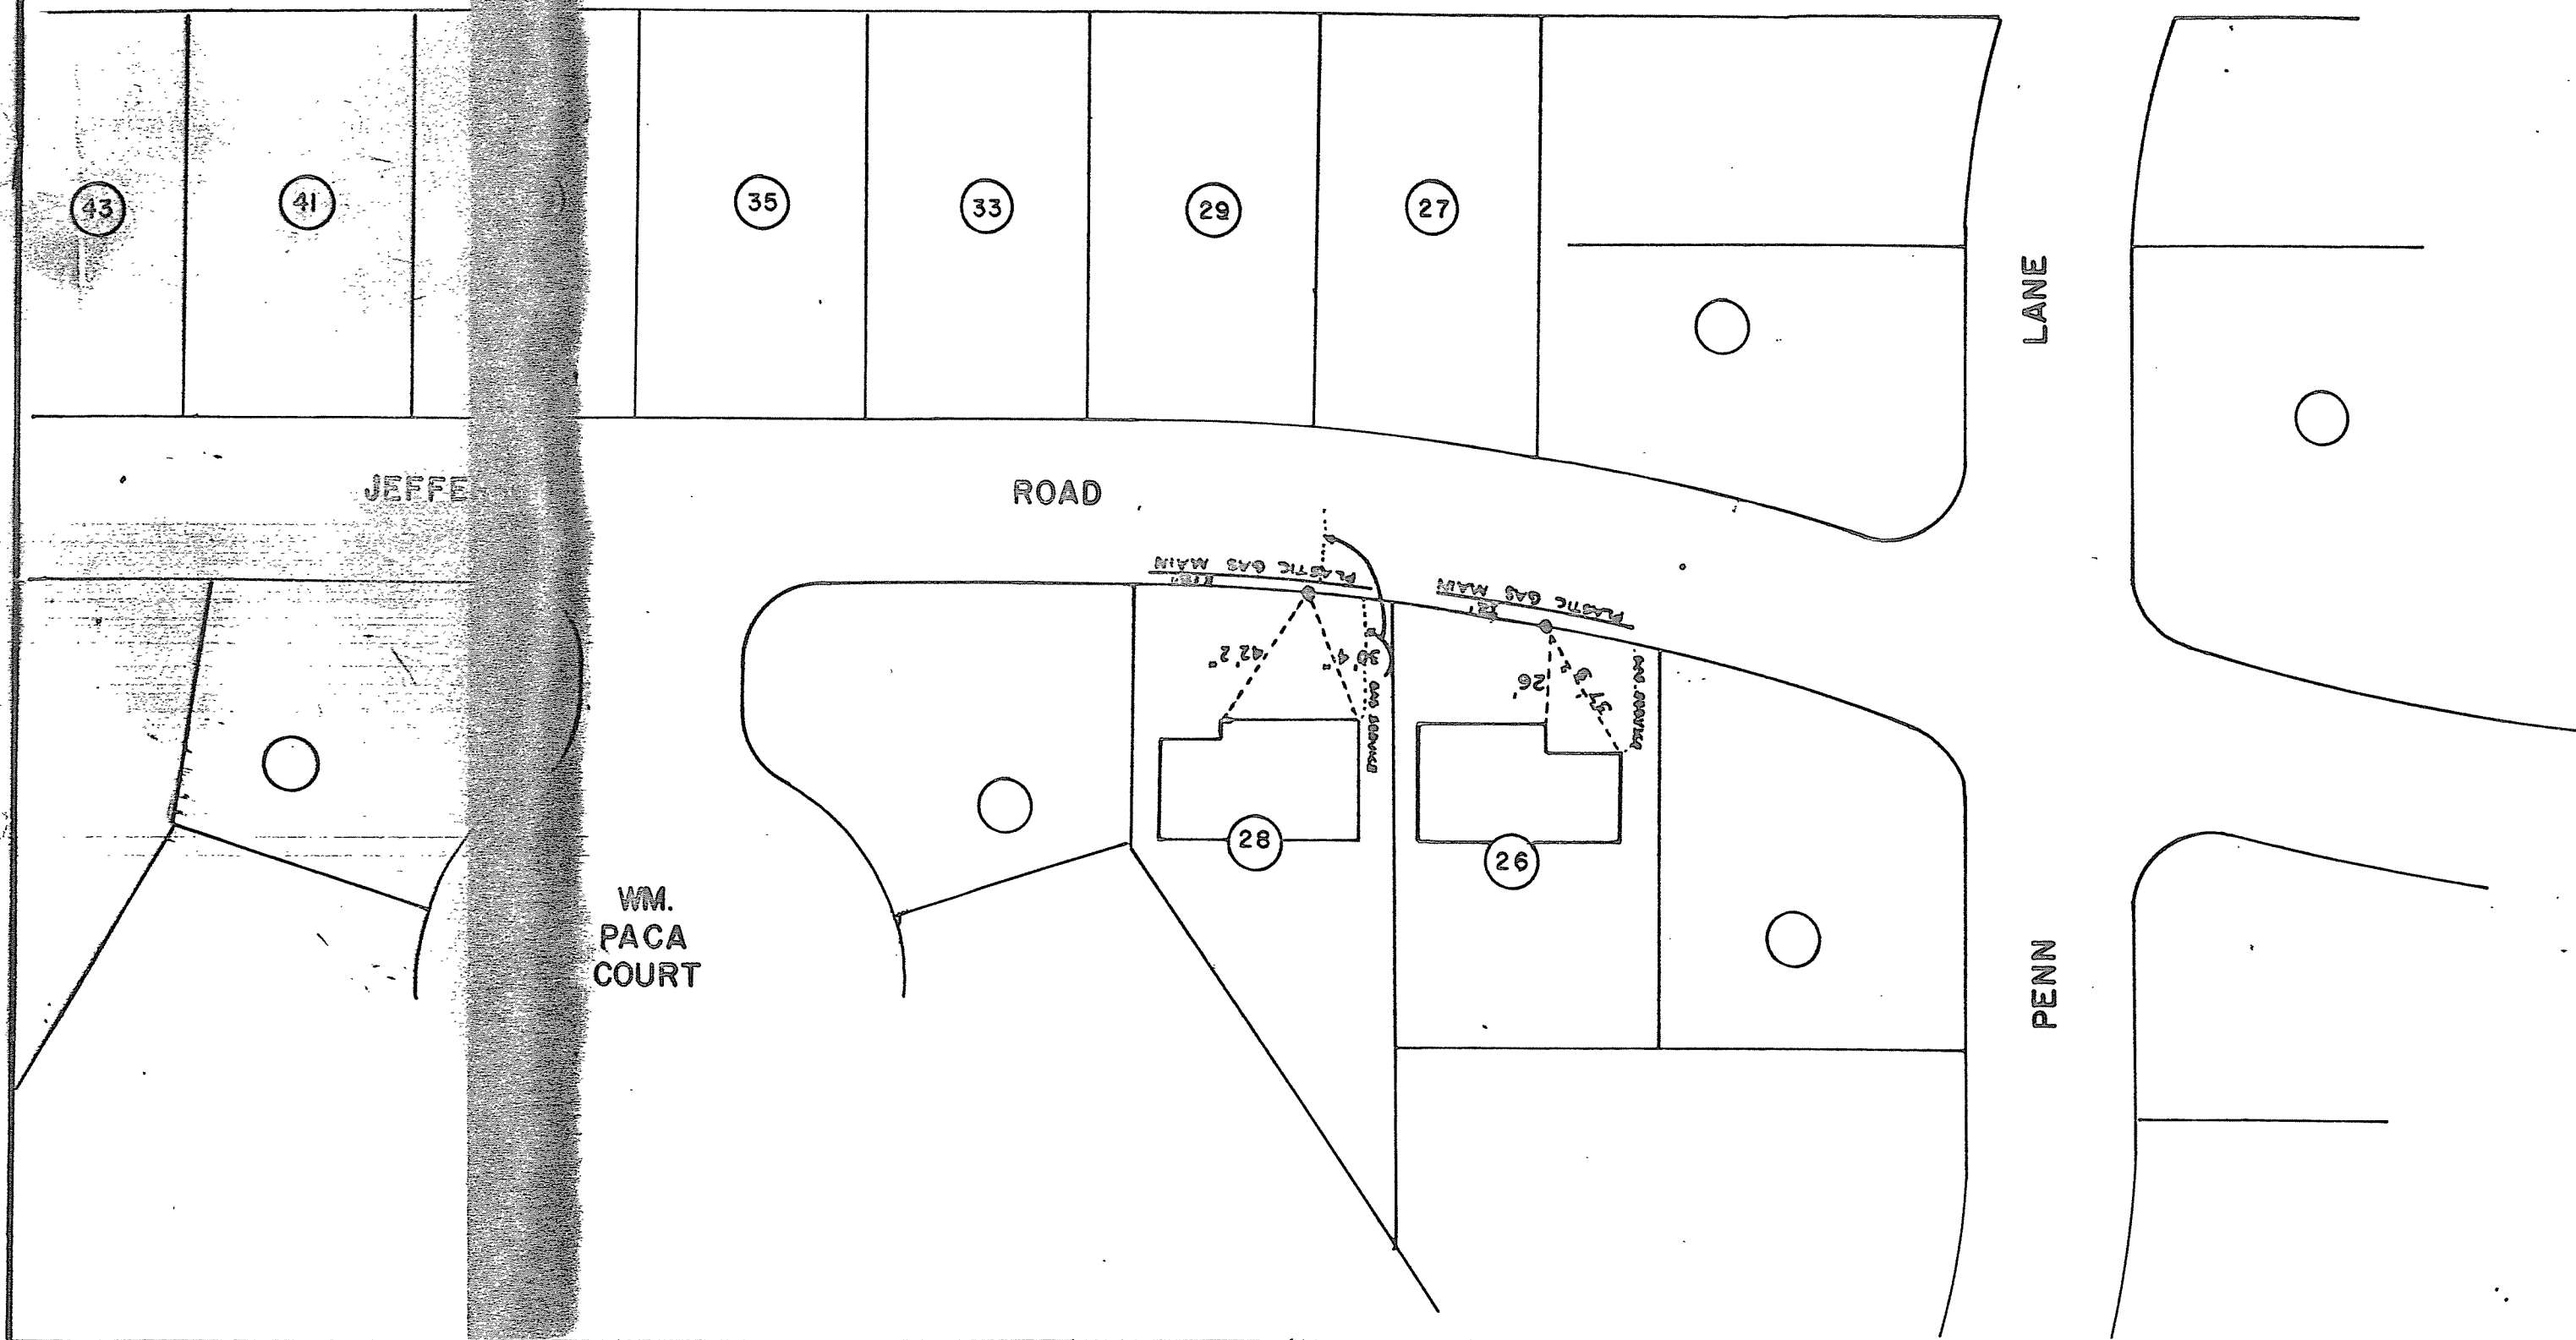 43
41
35
33
29
27
LANE
JEFFE
ROAD
PLASTIC GAS MAIN
PLASTIC GAS MAIN
12'
42' 2"
4"
26'
37' 3"
GAS SERVICE
GAS SERVICE
28
26
WM.
PACA
COURT
PENN